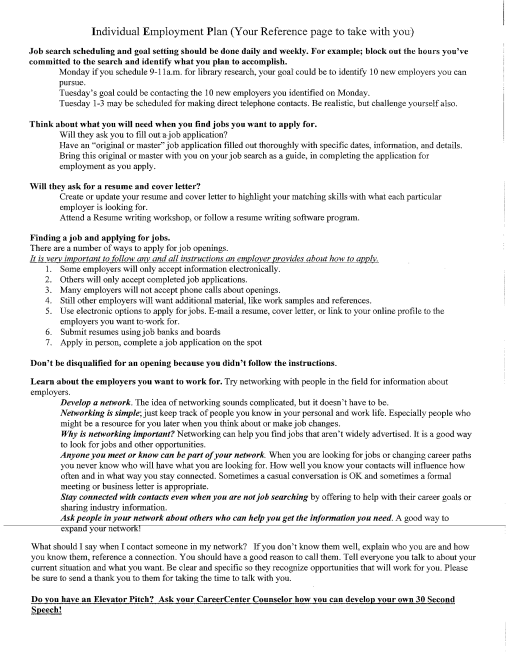 Individual Employment Plan (Your Reference page to take with you)
Job search scheduling and goal setting should be done daily and weekly. For example; block out the hours you've
committed to the search and identify what you plan to accomplish.
Monday if you schedule 9-11a.m. for library research, your goal could be to identify 10 new employers you can
pursue.
Tuesday's goal could be contacting the 10 new employers you identified on Monday.
Tuesday 1-3 may be scheduled for making direct telephone contacts. Be realistic, but challenge yourself also.
Think about what you will need when you find jobs you want to apply for.
Will they ask you to fill out a job application?
Have an "original or master" job application filled out thoroughly with specific dates, information, and details.
Bring this original or master with you on your job search as a guide, in completing the application for
employment as you apply.
Will they ask for a resume and cover letter?
Create or update your resume and cover letter to highlight your matching skills with what each particular
employer is looking for.
Attend a Resume writing workshop, or follow a resume writing software program.
Finding a job and applying for jobs.
There are a number of ways to apply for job openings.
It is very important to follow any and all instructions an employer provides about how to apply.
1. Some employers will only accept information electronically.
2. Others will only accept completed job applications.
3. Many employers will not accept phone calls about openings.
4. Still other employers will want additional material, like work samples and references.
5. Use electronic options to apply for jobs. E-mail a resume, cover letter, or link to your online profile to the
employers you want to work for.
6. Submit resumes using job banks and boards
7. Apply in person, complete a job application on the spot
Don't be disqualified for an opening because you didn't follow the instructions.
Learn about the employers you want to work for. Try networking with people in the field for information about
employers.
Develop a network. The idea of networking sounds complicated, but it doesn't have to be.
Networking is simple; just keep track of people you know in your personal and work life. Especially people who
might be a resource for you later when you think about or make job changes.
Why is networking important? Networking can help you find jobs that aren't widely advertised. It is a good way
to look for jobs and other opportunities.
Anyone you meet or know can be part of your network. When you are looking for jobs or changing career paths
you never know who will have what you are looking for. How well you know your contacts will influence how
often and in what way you stay connected. Sometimes a casual conversation is OK and sometimes a formal
meeting or business letter is appropriate.
Stay connected with contacts even when you are not job searching by offering to help with their career goals or
sharing industry information.
Ask people in your network about others who can help you get the information you need. A good way to
expand your network!
What should I say when I contact someone in my network? If you don't know them well, explain who you are and how
you know them, reference a connection. You should have a good reason to call them. Tell everyone you talk to about your
current situation and what you want. Be clear and specific so they recognize opportunities that will work for you. Please
be sure to send a thank you to them for taking the time to talk with you.
Do you have an Elevator Pitch? Ask your CareerCenter Counselor how you can develop your own 30 Second
Speech!